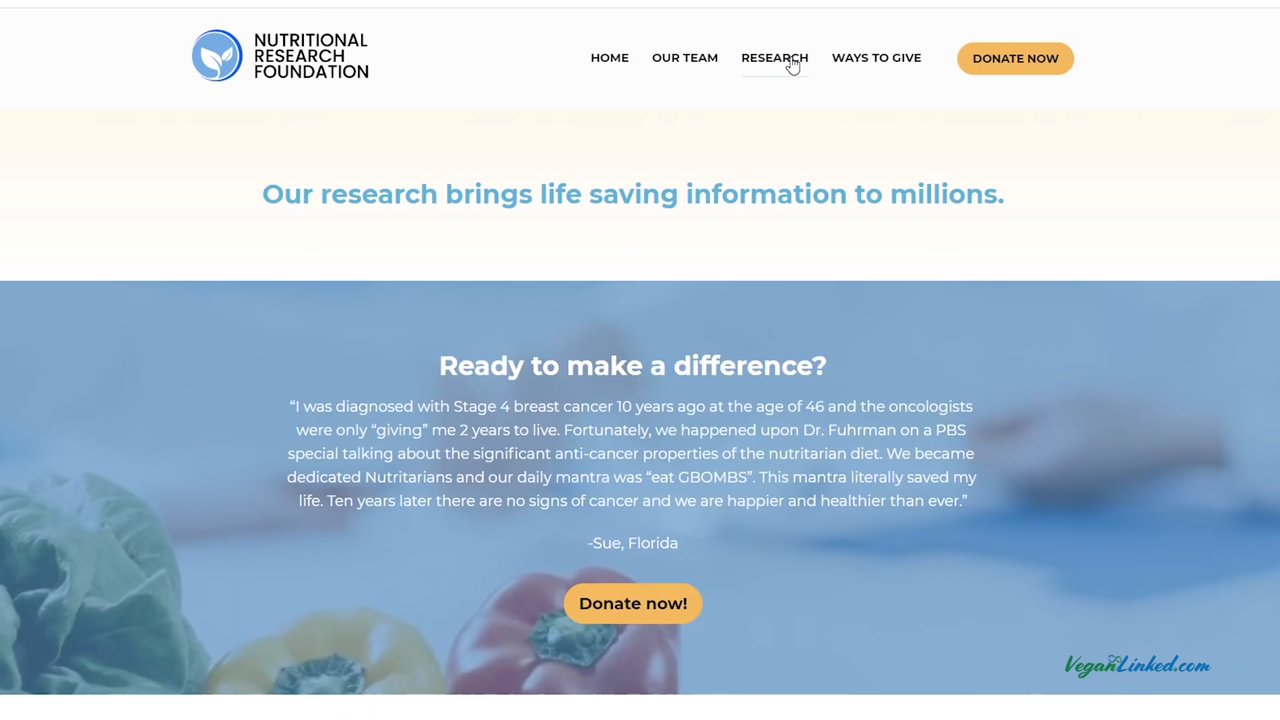 NUTRITIONAL
RESEARCH
FOUNDATION
HOME OUR TEAM RESEARCH WAYS TO GIVE DONATE NOW
Our research brings life saving information to millions.
Ready to make a difference?
“I was diagnosed with Stage 4 breast cancer 10 years ago at the age of 46 and the oncologists
were only “giving” me 2 years to live. Fortunately, we happened upon Dr. Fuhrman on a PBS
special talking about the significant anti-cancer properties of the nutritarian diet. We became
dedicated Nutritarians and our daily mantra was “eat GBOMBS”. This mantra literally saved my
life. Ten years later there are no signs of cancer and we are happier and healthier than ever.”
-Sue, Florida
Donate now!
VeganLinked.com